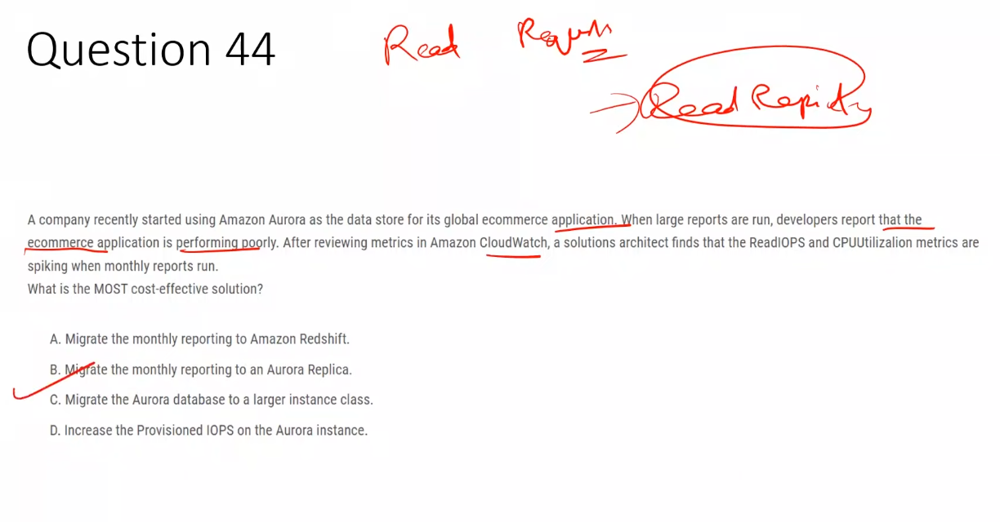 Question 44
Read Requests
Read Replica
A company recently started using Amazon Aurora as the data store for its global ecommerce application. When large reports are run, developers report that the
ecommerce application is performing poorly. After reviewing metrics in Amazon CloudWatch, a solutions architect finds that the ReadIOPS and CPUUtilizalion metrics are
spiking when monthly reports run.
What is the MOST cost-effective solution?
A. Migrate the monthly reporting to Amazon Redshift.
B. Migrate the monthly reporting to an Aurora Replica.
C. Migrate the Aurora database to a larger instance class.
D. Increase the Provisioned IOPS on the Aurora instance.